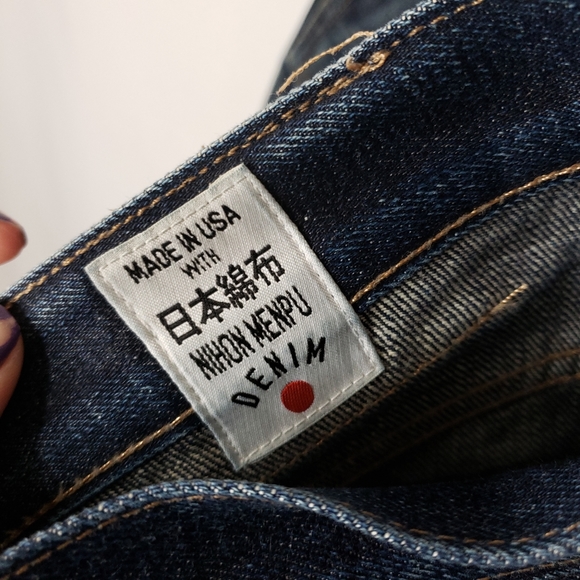 MADE IN USA
WITH
日本綿布
NIHON MENPU
DENIM